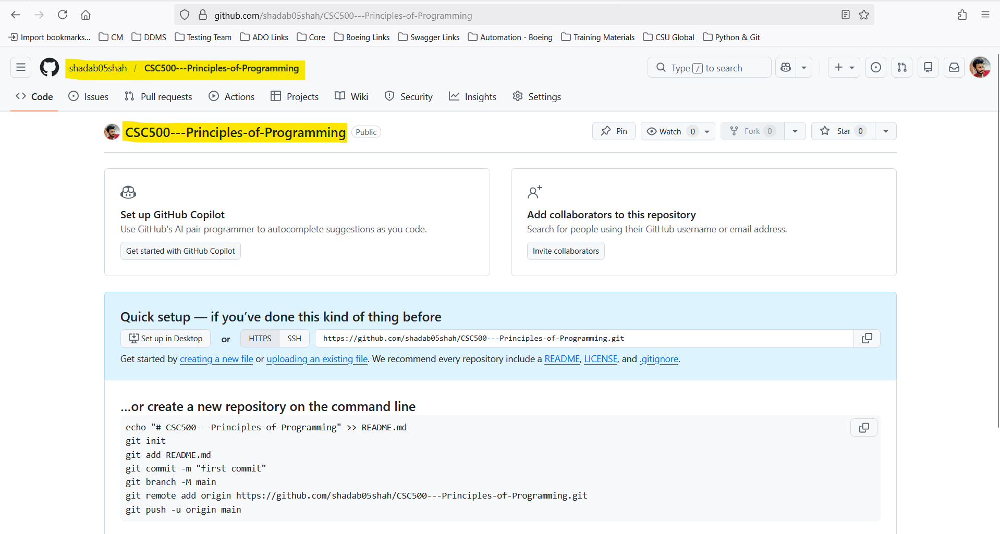 github.com/shadab05shah/CSC500---Principles-of-Programming
Import bookmarks... CM DDMS Testing Team ADO Links Core Boeing Links Swagger Links Automation - Boeing Training Materials CSU Global Python & Git
shadab05shah / CSC500---Principles-of-Programming Type / to search
Code Issues Pull requests Actions Projects Wiki Security Insights Settings
CSC500---Principles-of-Programming Public Pin Watch 0 Fork 0 Star 0
Set up GitHub Copilot
Use GitHub's AI pair programmer to autocomplete suggestions as you code.
Get started with GitHub Copilot
Add collaborators to this repository
Search for people using their GitHub username or email address.
Invite collaborators
Quick setup — if you’ve done this kind of thing before
Set up in Desktop or HTTPS SSH https://github.com/shadab05shah/CSC500---Principles-of-Programming.git
Get started by creating a new file or uploading an existing file. We recommend every repository include a README, LICENSE, and .gitignore.
...or create a new repository on the command line
echo "# CSC500---Principles-of-Programming" >> README.md
git init
git add README.md
git commit -m "first commit"
git branch -M main
git remote add origin https://github.com/shadab05shah/CSC500---Principles-of-Programming.git
git push -u origin main